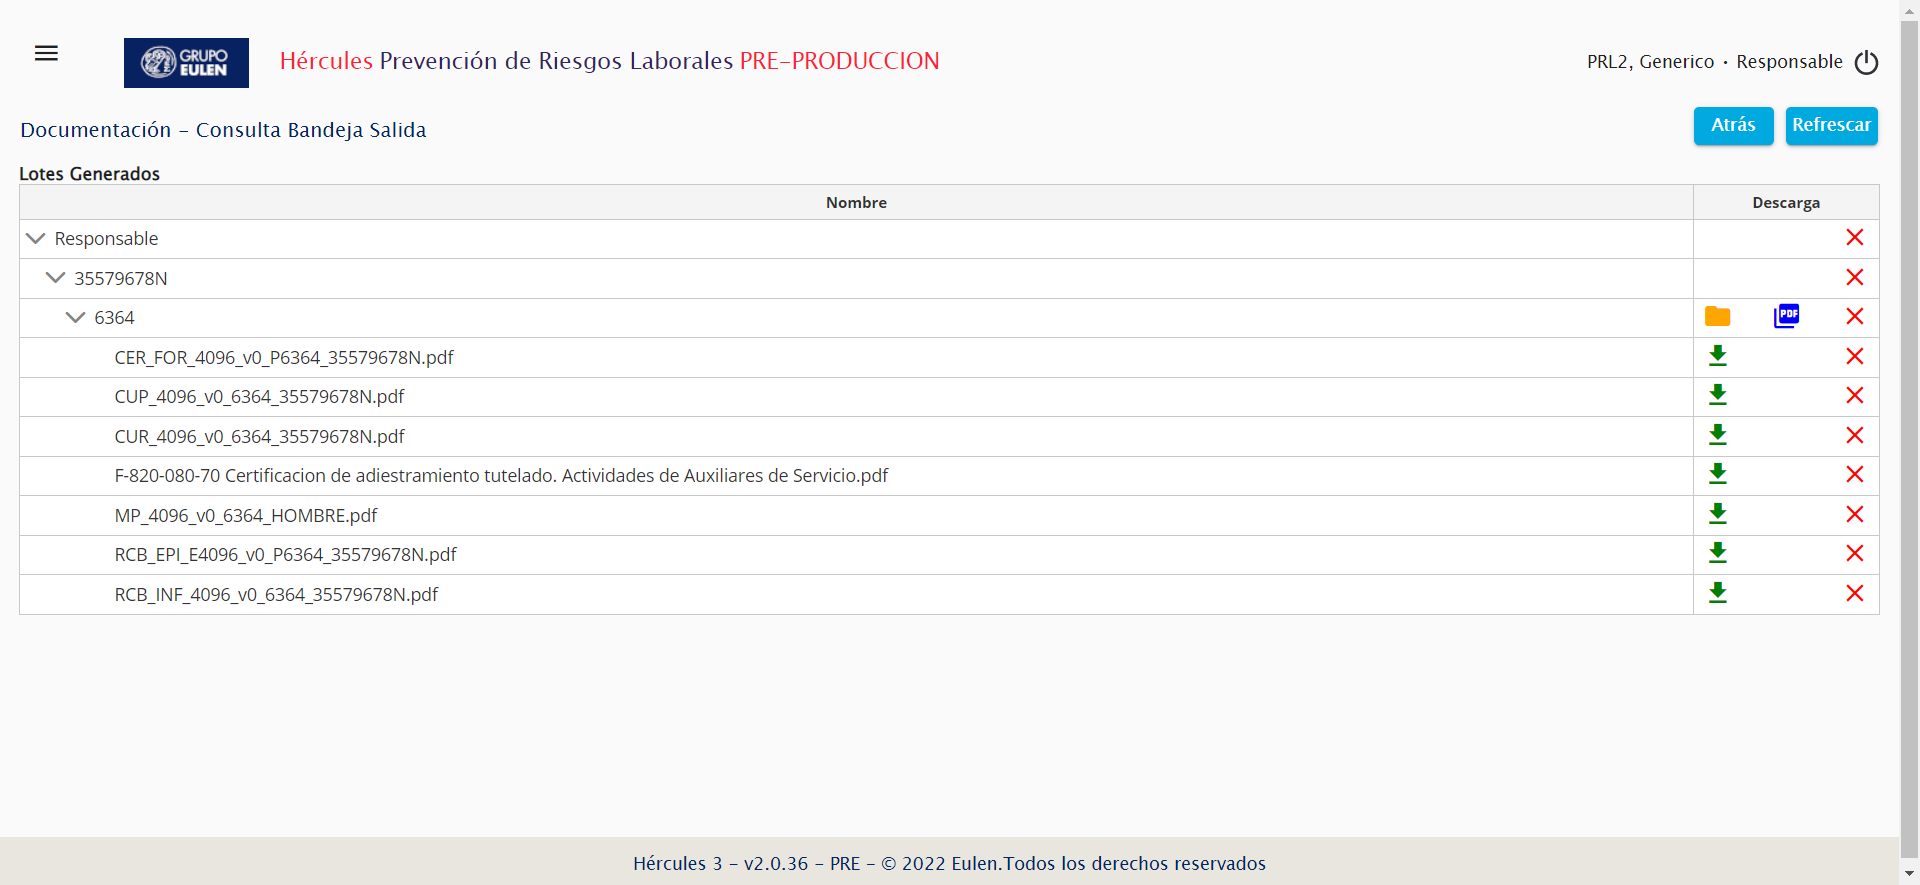 GRUPO
EULEN
Hércules Prevención de Riesgos Laborales PRE-PRODUCCION
PRL2, Generico · Responsable
Documentación - Consulta Bandeja Salida
Atrás
Refrescar
Lotes Generados
Nombre
Descarga
Responsable
35579678N
6364
PDF
CER_FOR_4096_v0_P6364_35579678N.pdf
CUP_4096_v0_6364_35579678N.pdf
CUR_4096_v0_6364_35579678N.pdf
F-820-080-70 Certificacion de adiestramiento tutelado. Actividades de Auxiliares de Servicio.pdf
MP_4096_v0_6364_HOMBRE.pdf
RCB_EPI_E4096_v0_P6364_35579678N.pdf
RCB_INF_4096_v0_6364_35579678N.pdf
Hércules 3 - v2.0.36 - PRE - © 2022 Eulen.Todos los derechos reservados